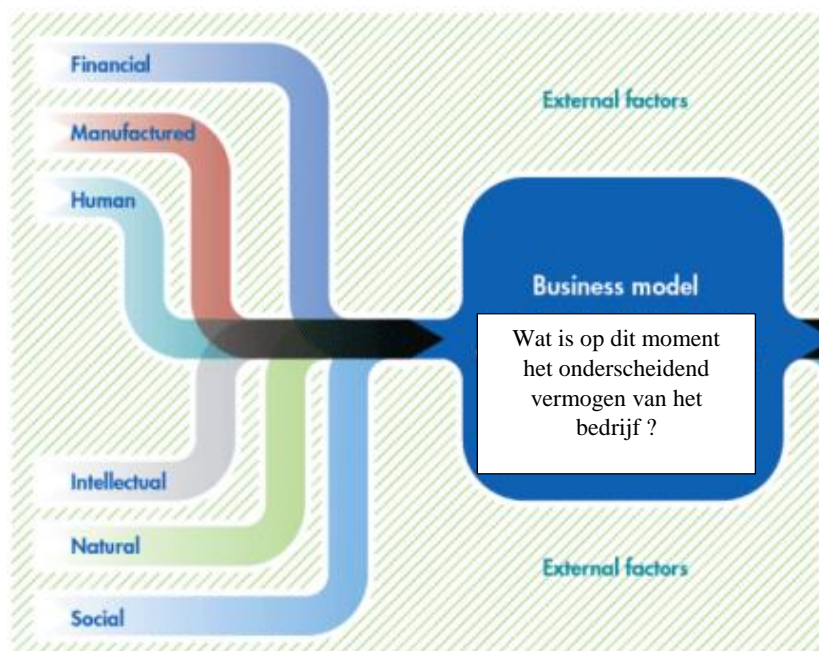 Financial
Manufactured
Human
External factors
Business model
Wat is op dit moment
het onderscheidend
vermogen van het
bedrijf ?
Intellectual
Natural
Social
External factors